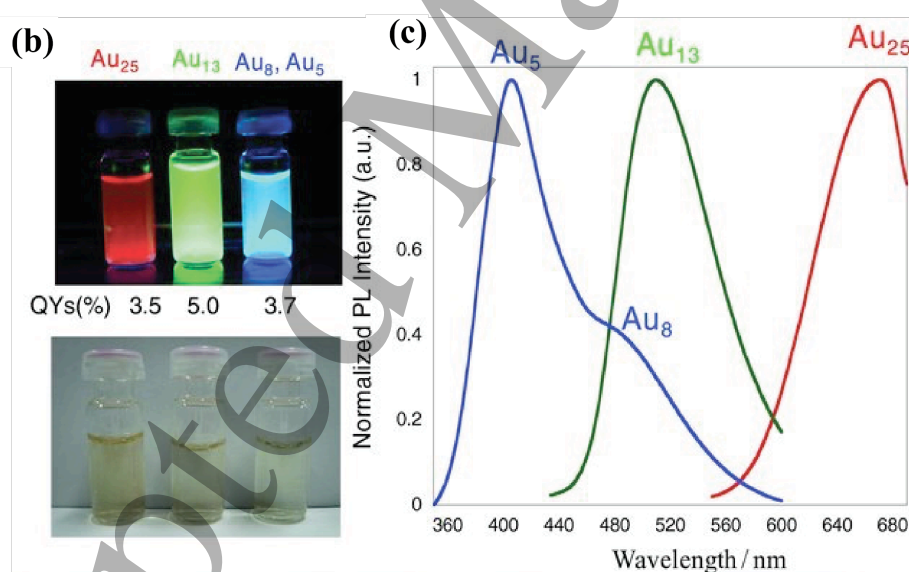 (b)
Au25 Au13 Au8, Au5
QYs(%) 3.5 5.0 3.7
(c)
Au5 Au13 Au25
Au8
Normalized PL Intensity (a.u.)
1
0.8
0.6
0.4
0.2
0
360 400 440 480 520 560 600 640 680
Wavelength / nm